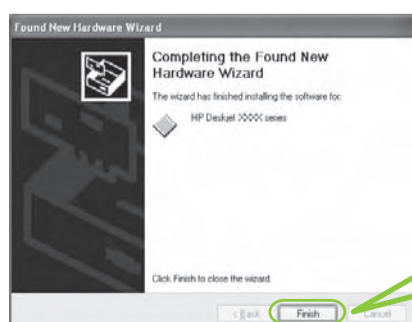 Found New Hardware Wizard
Completing the Found New
Hardware Wizard
The wizard has finished installing the software for:
HP Deskjet XXXX series
Click Finish to close the wizard.
< Back Finish Cancel